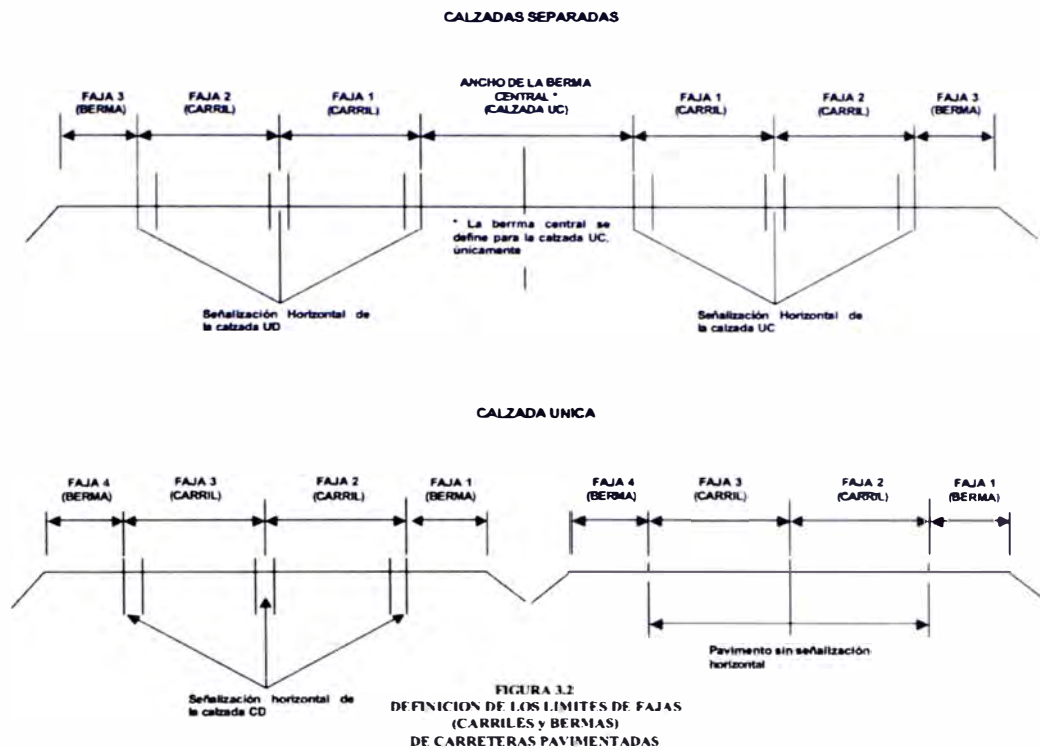 CALZADAS SEPARADAS
FAJA 3
(BERMA)
FAJA 2
(CARRIL)
FAJA 1
(CARRIL)
ANCHO DE LA BERMA
CENTRAL *
(CALZADA UC)
FAJA 1
(CARRIL)
FAJA 2
(CARRIL)
FAJA 3
(BERMA)
* La berrma central se
define para la calzada UC,
únicamente
Señalización Horizontal de
la calzada UD
Señalización Horizontal de
la calzada UC
CALZADA UNICA
FAJA 4
(BERMA)
FAJA 3
(CARRIL)
FAJA 2
(CARRIL)
FAJA 1
(BERMA)
FAJA 4
(BERMA)
FAJA 3
(CARRIL)
FAJA 2
(CARRIL)
FAJA 1
(BERMA)
Pavimento sin señalización
horizontal
Señalización horizontal de
la calzada CD
FIGURA 3.2
DEFINICION DE LOS LIMITES DE FAJAS
(CARRILES y BERMAS)
DE CARRETERAS PAVIMENTADAS